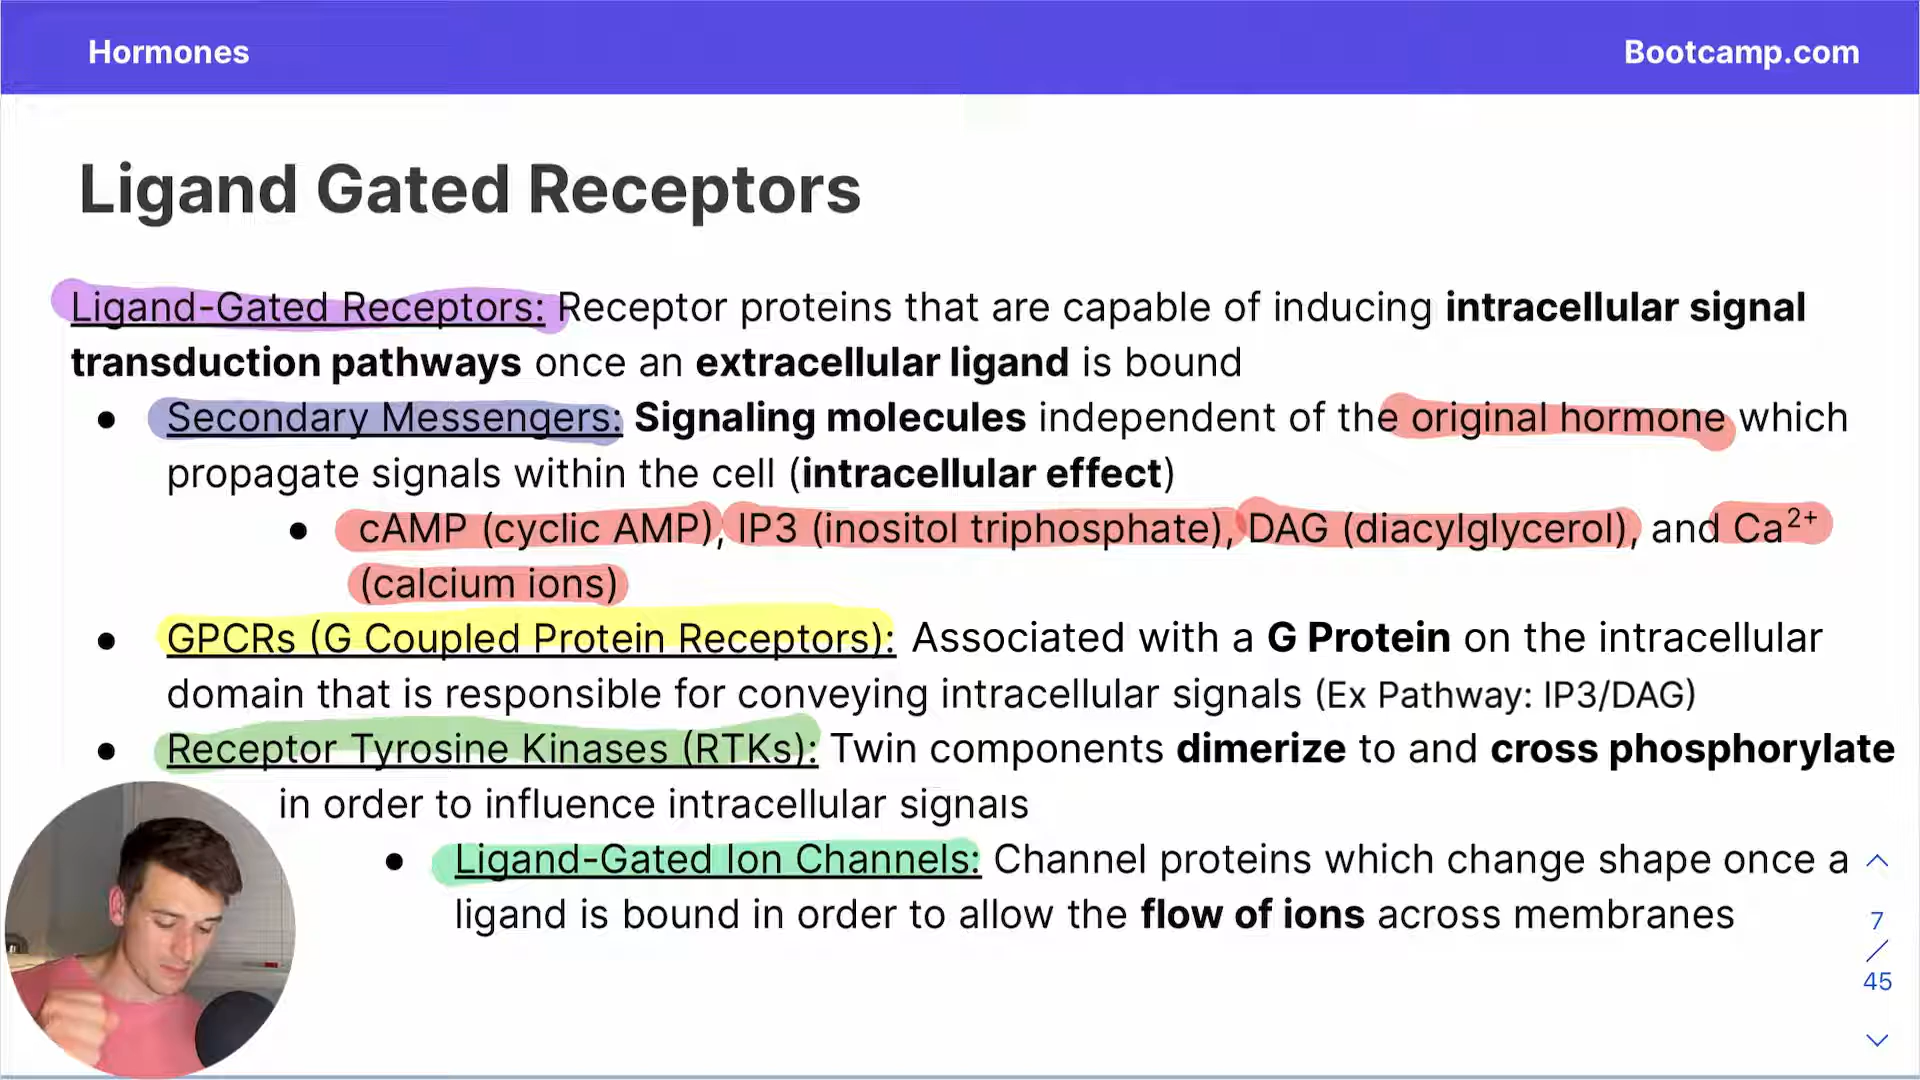 Hormones
Bootcamp.com
Ligand Gated Receptors
Ligand-Gated Receptors: Receptor proteins that are capable of inducing intracellular signal
transduction pathways once an extracellular ligand is bound
● Secondary Messengers: Signaling molecules independent of the original hormone which
propagate signals within the cell (intracellular effect)
● cAMP (cyclic AMP), IP3 (inositol triphosphate), DAG (diacylglycerol), and Ca²⁺
(calcium ions)
● GPCRs (G Coupled Protein Receptors): Associated with a G Protein on the intracellular
domain that is responsible for conveying intracellular signals (Ex Pathway: IP3/DAG)
● Receptor Tyrosine Kinases (RTKs): Twin components dimerize to and cross phosphorylate
in order to influence intracellular signals
● Ligand-Gated Ion Channels: Channel proteins which change shape once a
ligand is bound in order to allow the flow of ions across membranes
7
/
45